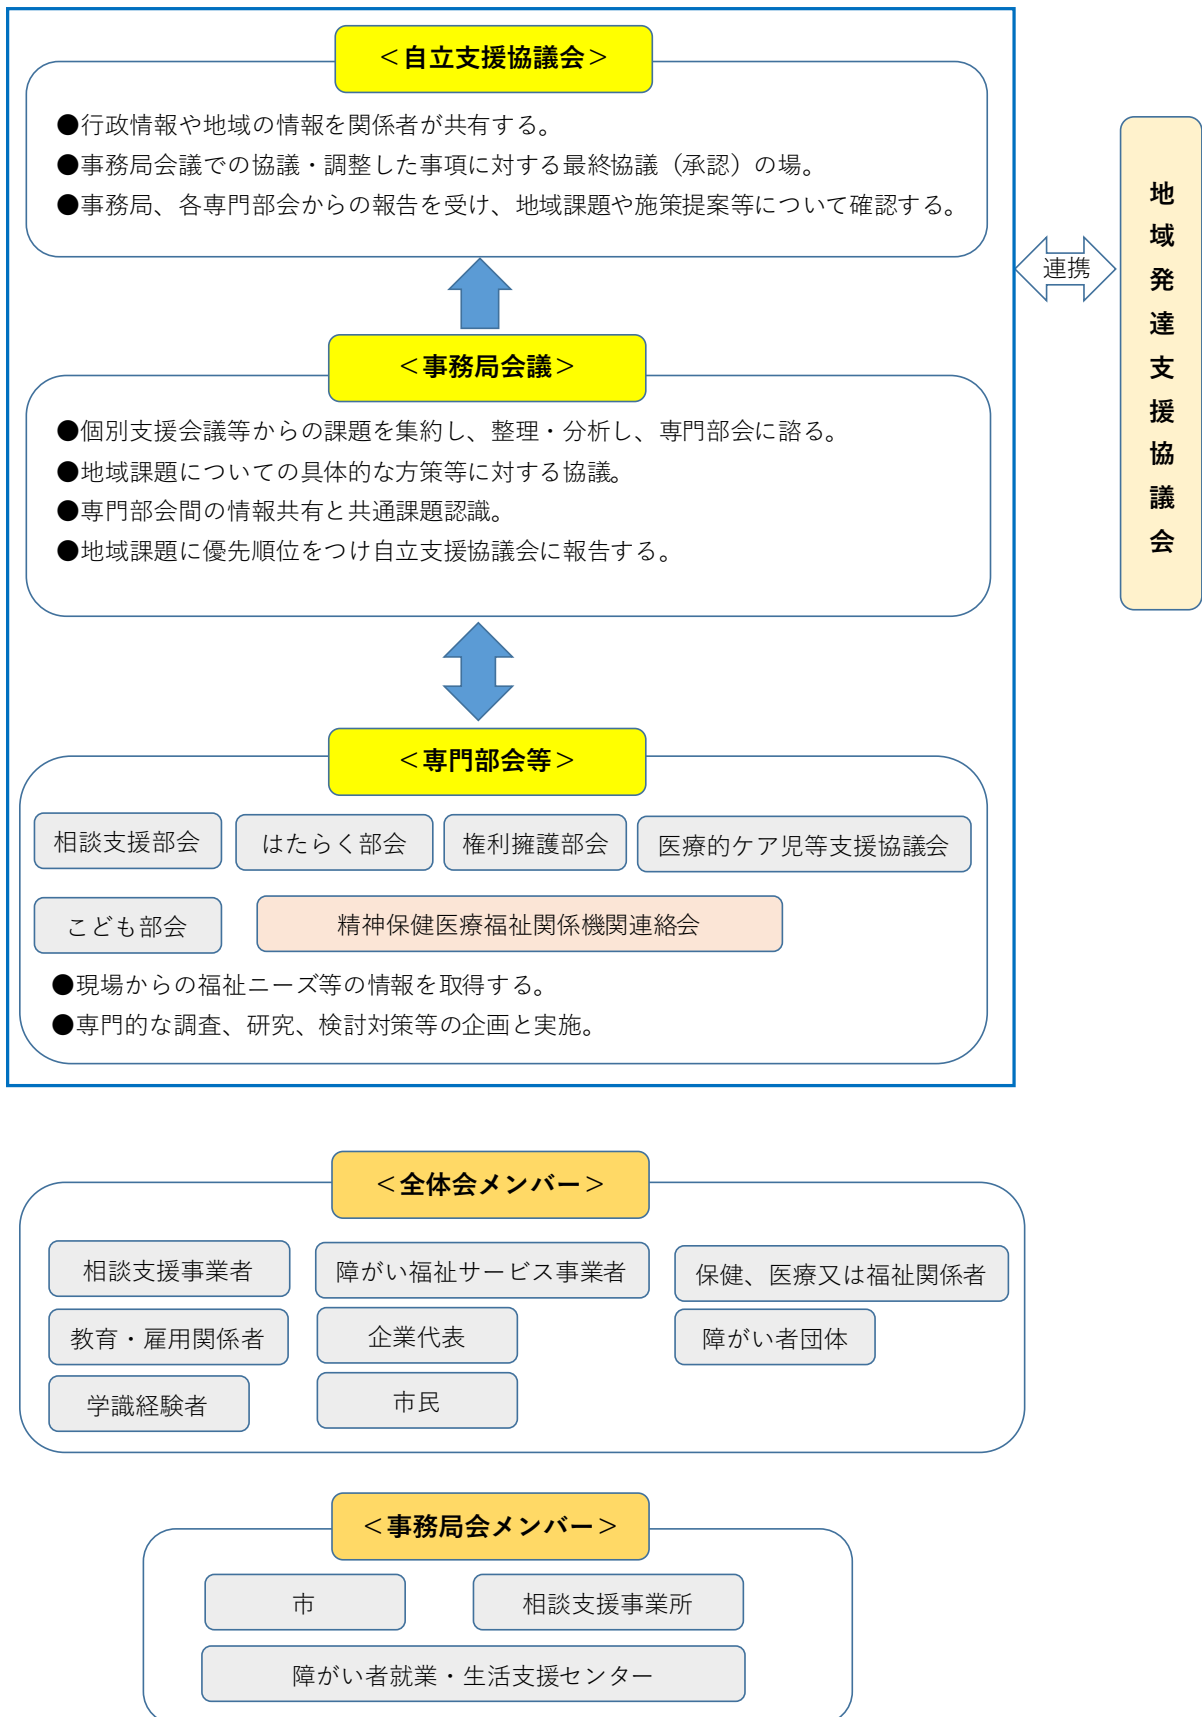 ＜自立支援協議会＞
●行政情報や地域の情報を関係者が共有する。
●事務局会議での協議・調整した事項に対する最終協議（承認）の場。
●事務局、各専門部会からの報告を受け、地域課題や施策提案等について確認する。
連携
地域発達支援協議会
＜事務局会議＞
●個別支援会議等からの課題を集約し、整理・分析し、専門部会に諮る。
●地域課題についての具体的な方策等に対する協議。
●専門部会間の情報共有と共通課題認識。
●地域課題に優先順位をつけ自立支援協議会に報告する。
＜専門部会等＞
相談支援部会
はたらく部会
権利擁護部会
医療的ケア児等支援協議会
こども部会
精神保健医療福祉関係機関連絡会
●現場からの福祉ニーズ等の情報を取得する。
●専門的な調査、研究、検討対策等の企画と実施。
＜全体会メンバー＞
相談支援事業者
障がい福祉サービス事業者
保健、医療又は福祉関係者
教育・雇用関係者
企業代表
障がい者団体
学識経験者
市民
＜事務局会メンバー＞
市
相談支援事業所
障がい者就業・生活支援センター